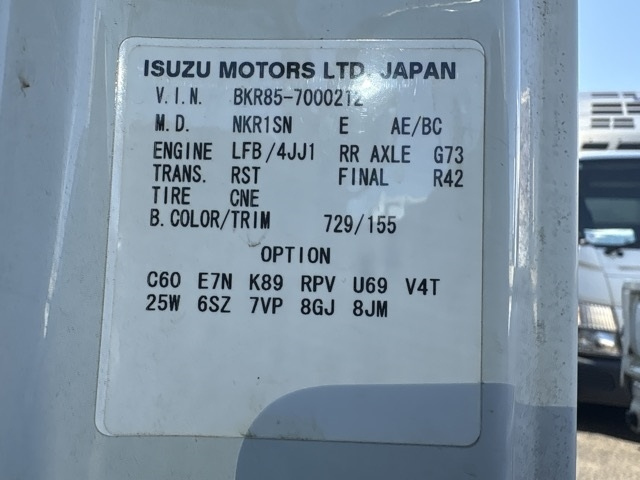 ISUZU MOTORS LTD. JAPAN
V.I.N. BKR85-7000212
M.D. NKR1SN E AE/BC
ENGINE LFB/4JJ1 RR AXLE G73
TRANS. RST FINAL R42
TIRE CNE
B.COLOR/TRIM 729/155
OPTION
C60 E7N K89 RPV U69 V4T
25W 6SZ 7VP 8GJ 8JM